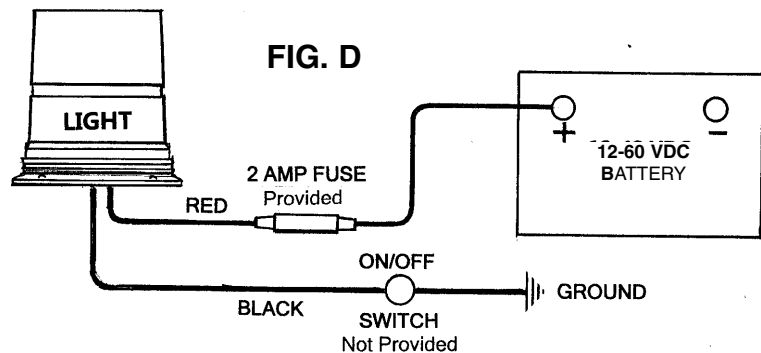 FIG. D
LIGHT
2 AMP FUSE
Provided
RED
+
−
12-60 VDC
BATTERY
ON/OFF
BLACK
SWITCH
Not Provided
GROUND